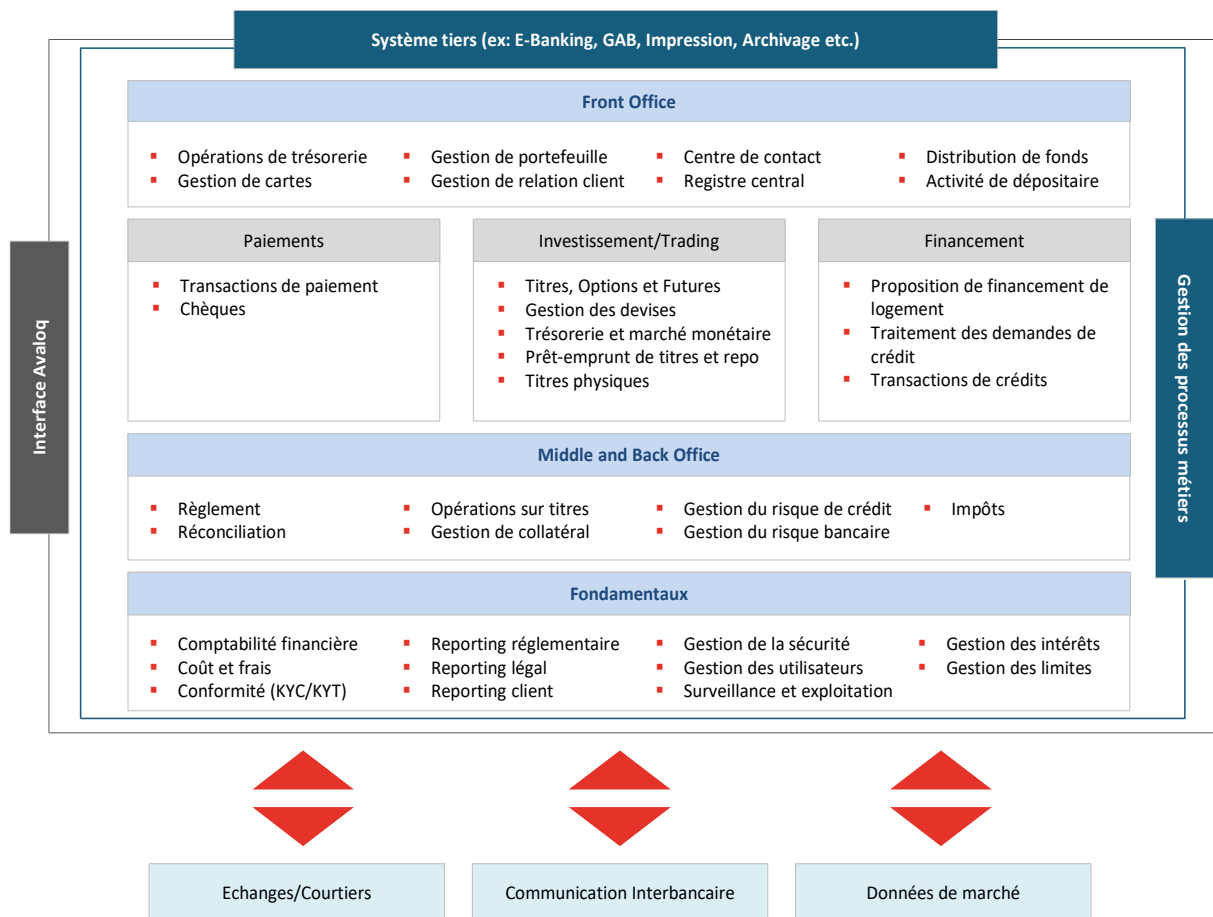 Système tiers (ex: E-Banking, GAB, Impression, Archivage etc.)
Interface Avaloq
Gestion des processus métiers
Front Office
Opérations de trésorerie
Gestion de cartes
Gestion de portefeuille
Gestion de relation client
Centre de contact
Registre central
Distribution de fonds
Activité de dépositaire
Paiements
Transactions de paiement
Chèques
Investissement/Trading
Titres, Options et Futures
Gestion des devises
Trésorerie et marché monétaire
Prêt-emprunt de titres et repo
Titres physiques
Financement
Proposition de financement de
logement
Traitement des demandes de
crédit
Transactions de crédits
Middle and Back Office
Règlement
Réconciliation
Opérations sur titres
Gestion de collatéral
Gestion du risque de crédit
Gestion du risque bancaire
Impôts
Fondamentaux
Comptabilité financière
Coût et frais
Conformité (KYC/KYT)
Reporting réglementaire
Reporting légal
Reporting client
Gestion de la sécurité
Gestion des utilisateurs
Surveillance et exploitation
Gestion des intérêts
Gestion des limites
Echanges/Courtiers
Communication Interbancaire
Données de marché